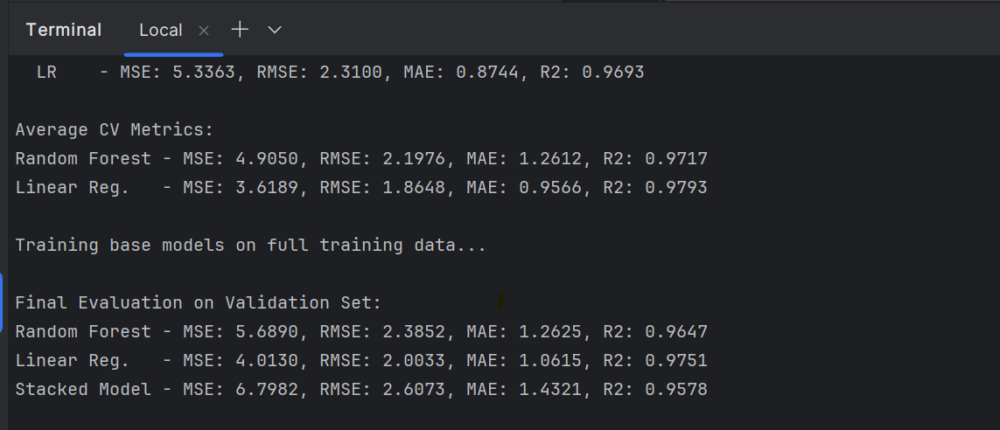 Terminal Local
LR - MSE: 5.3363, RMSE: 2.3100, MAE: 0.8744, R2: 0.9693
Average CV Metrics:
Random Forest - MSE: 4.9050, RMSE: 2.1976, MAE: 1.2612, R2: 0.9717
Linear Reg. - MSE: 3.6189, RMSE: 1.8648, MAE: 0.9566, R2: 0.9793
Training base models on full training data...
Final Evaluation on Validation Set:
Random Forest - MSE: 5.6890, RMSE: 2.3852, MAE: 1.2625, R2: 0.9647
Linear Reg. - MSE: 4.0130, RMSE: 2.0033, MAE: 1.0615, R2: 0.9751
Stacked Model - MSE: 6.7982, RMSE: 2.6073, MAE: 1.4321, R2: 0.9578